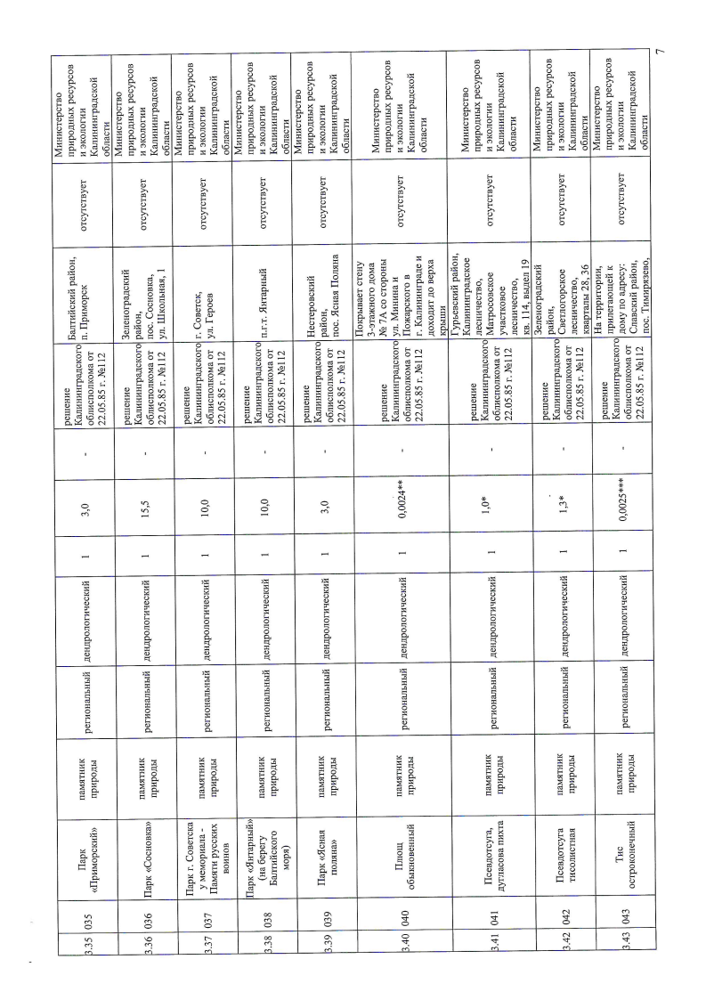 7
3.35
035
Парк
«Приморский»
памятник
природы
региональный
дендрологический
1
3,0
-
решение
Калининградского
облисполкома от
22.05.85 г. №112
Балтийский район,
п. Приморск
отсутствует
Министерство
природных ресурсов
и экологии
Калининградской
области
3.36
036
Парк «Сосновка»
памятник
природы
региональный
дендрологический
1
15,5
-
решение
Калининградского
облисполкома от
22.05.85 г. №112
Зеленоградский
район,
пос. Сосновка,
ул. Школьная, 1
отсутствует
Министерство
природных ресурсов
и экологии
Калининградской
области
3.37
037
Парк г. Советска
у мемориала -
Памяти русских
воинов
памятник
природы
региональный
дендрологический
1
10,0
-
решение
Калининградского
облисполкома от
22.05.85 г. №112
г. Советск,
ул. Героев
отсутствует
Министерство
природных ресурсов
и экологии
Калининградской
области
3.38
038
Парк «Янтарный»
(на берегу
Балтийского
моря)
памятник
природы
региональный
дендрологический
1
10,0
-
решение
Калининградского
облисполкома от
22.05.85 г. №112
п.г.т. Янтарный
отсутствует
Министерство
природных ресурсов
и экологии
Калининградской
области
3.39
039
Парк «Ясная
поляна»
памятник
природы
региональный
дендрологический
1
3,0
-
решение
Калининградского
облисполкома от
22.05.85 г. №112
Нестеровский
район,
пос. Ясная Поляна
отсутствует
Министерство
природных ресурсов
и экологии
Калининградской
области
3.40
040
Плющ
обыкновенный
памятник
природы
региональный
дендрологический
1
0,0024**
-
решение
Калининградского
облисполкома от
22.05.85 г. №112
Покрывает стену
3-этажного дома
№ 7А со стороны
ул. Минина и
Пожарского в
г. Калининграде и
доходит до верха
крыши
отсутствует
Министерство
природных ресурсов
и экологии
Калининградской
области
3.41
041
Псевдотсуга,
дугласова пихта
памятник
природы
региональный
дендрологический
1
1,0*
-
решение
Калининградского
облисполкома от
22.05.85 г. №112
Гурьевский район,
Калининградское
лесничество,
Матросовское
участковое
лесничество,
кв. 114, выдел 19
отсутствует
Министерство
природных ресурсов
и экологии
Калининградской
области
3.42
042
Псевдотсуга
тисолистная
памятник
природы
региональный
дендрологический
1
1,3*
-
решение
Калининградского
облисполкома от
22.05.85 г. №112
Зеленоградский
район,
Светлогорское
лесничество,
кварталы 28, 36
отсутствует
Министерство
природных ресурсов
и экологии
Калининградской
области
3.43
043
Тис
остроконечный
памятник
природы
региональный
дендрологический
1
0,0025***
-
решение
Калининградского
облисполкома от
22.05.85 г. №112
На территории,
прилегающей к
дому по адресу:
Славский район,
пос. Тимирязево,
отсутствует
Министерство
природных ресурсов
и экологии
Калининградской
области